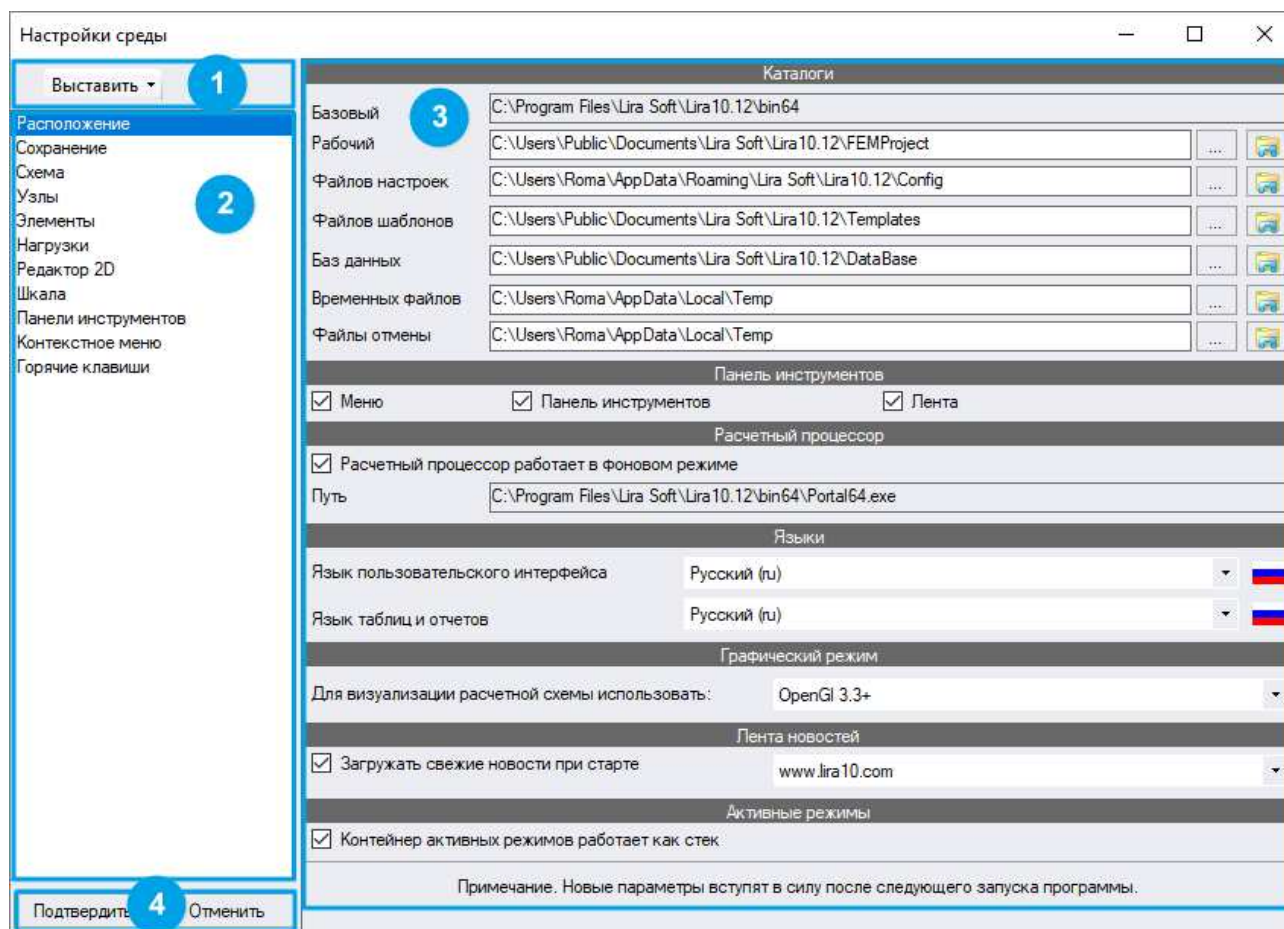 Настройки среды
Выставить
1
Расположение
Сохранение
Схема
Узлы
Элементы
Нагрузки
Редактор 2D
Шкала
Панели инструментов
Контекстное меню
Горячие клавиши
2
Подтвердить
4
Отменить
Каталоги
3
Базовый C:\Program Files\Lira Soft\Lira10.12\bin64
Рабочий C:\Users\Public\Documents\Lira Soft\Lira10.12\FEMProject ...
Файлов настроек C:\Users\Roma\AppData\Roaming\Lira Soft\Lira10.12\Config ...
Файлов шаблонов C:\Users\Public\Documents\Lira Soft\Lira10.12\Templates ...
Баз данных C:\Users\Public\Documents\Lira Soft\Lira10.12\DataBase ...
Временных файлов C:\Users\Roma\AppData\Local\Temp ...
Файлы отмены C:\Users\Roma\AppData\Local\Temp ...
Панель инструментов
Меню Панель инструментов Лента
Расчетный процессор
Расчетный процессор работает в фоновом режиме
Путь C:\Program Files\Lira Soft\Lira10.12\bin64\Portal64.exe
Языки
Язык пользовательского интерфейса Русский (ru)
Язык таблиц и отчетов Русский (ru)
Графический режим
Для визуализации расчетной схемы использовать: OpenGl 3.3+
Лента новостей
Загружать свежие новости при старте www.lira10.com
Активные режимы
Контейнер активных режимов работает как стек
Примечание. Новые параметры вступят в силу после следующего запуска программы.